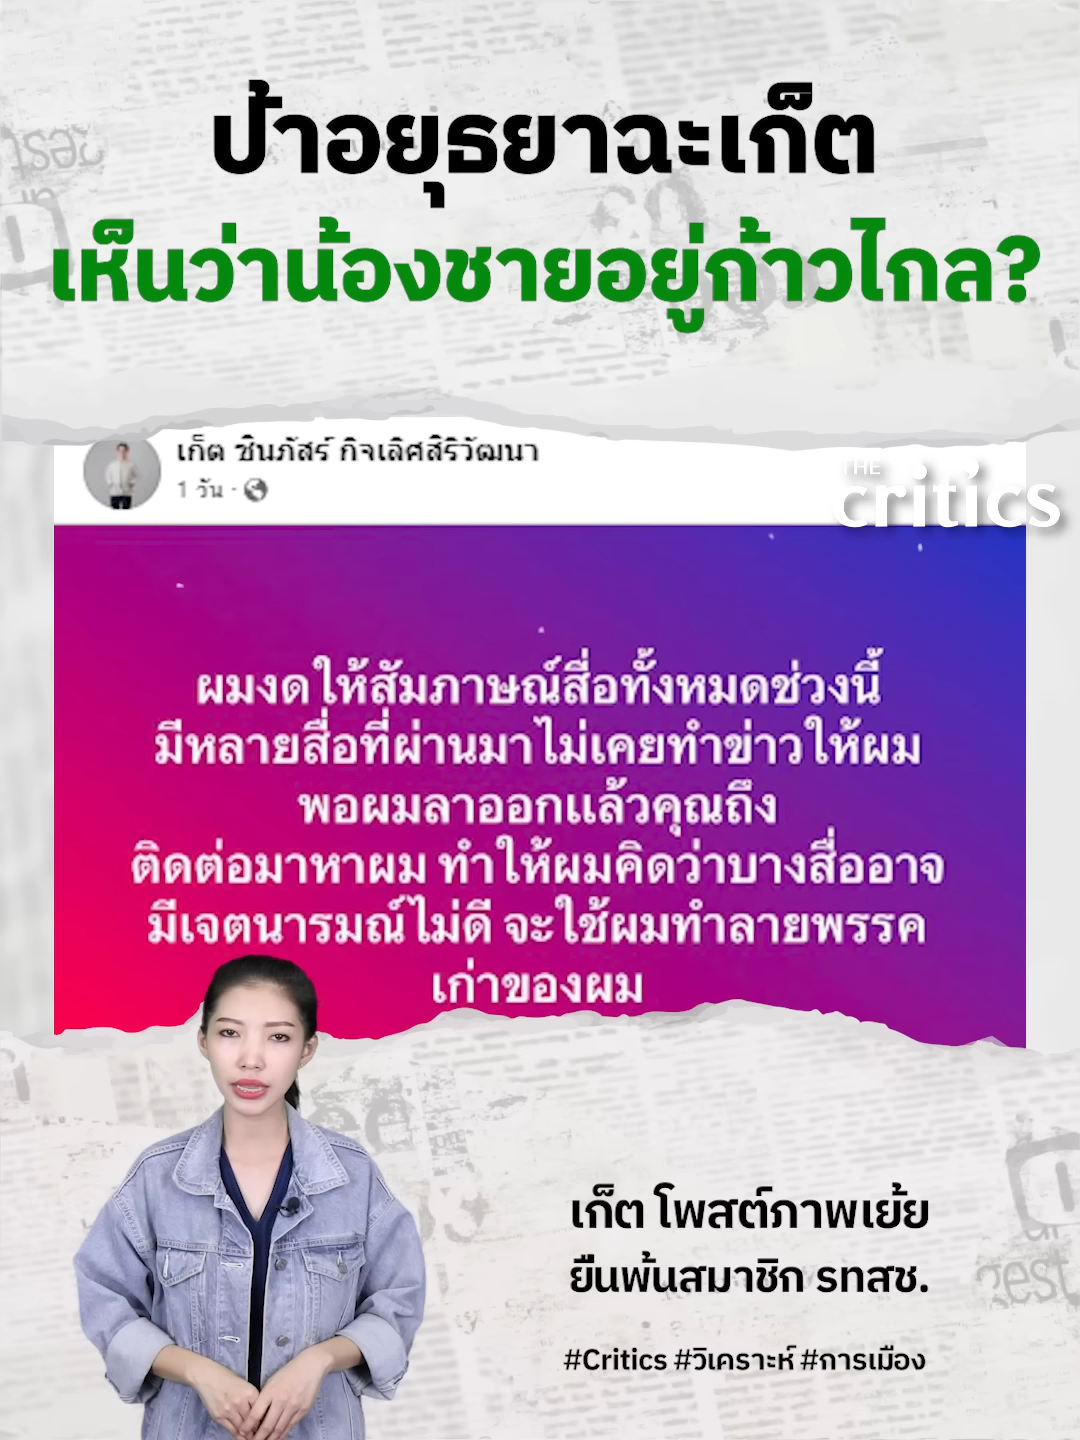 ป้าอยุธยาฉะเก็ต
เห็นว่าน้องชายอยู่ก้าวไกล?
เก็ต ชินภัสร์ กิจเลิศสิริวัฒนา
1 วัน ·
THE
critics
ผมงดให้สัมภาษณ์สื่อทั้งหมดช่วงนี้
มีหลายสื่อที่ผ่านมาไม่เคยทำข่าวให้ผม
พอผมลาออกแล้วคุณถึง
ติดต่อมาหาผม ทำให้ผมคิดว่าบางสื่ออาจ
มีเจตนารมณ์ไม่ดี จะใช้ผมทำลายพรรค
เก่าของผม
เก็ต โพสต์ภาพเย้ย
ยืนพ้นสมาชิก รทสช.
#Critics #วิเคราะห์ #การเมือง